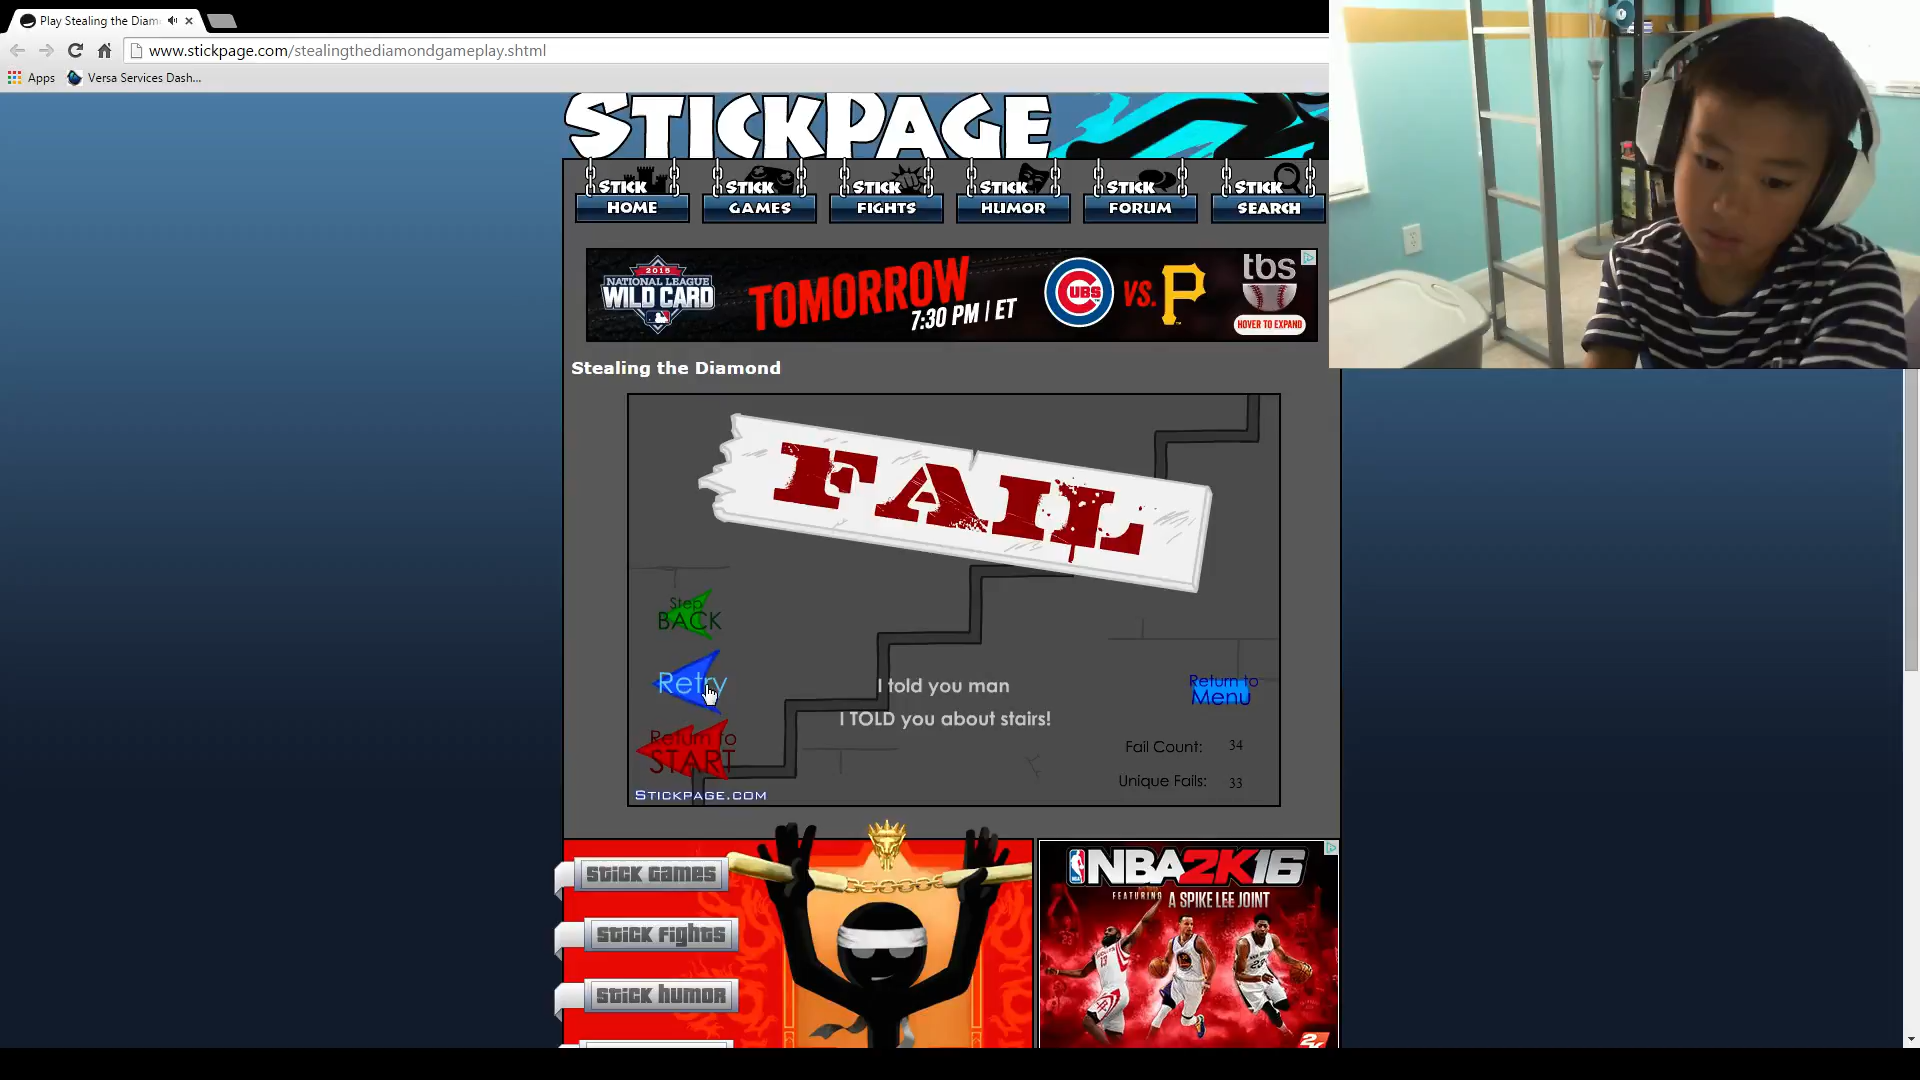 Play Stealing the Diam
www.stickpage.com/stealingthediamondgameplay.shtml
Apps
Versa Services Dash...
STICKPAGE
STICK HOME
STICK GAMES
STICK FIGHTS
STICK HUMOR
STICK FORUM
STICK SEARCH
2015
NATIONAL LEAGUE
WILD CARD
TOMORROW
7:30 PM | ET
CUBS
VS.
P
tbs
HOVER TO EXPAND
Stealing the Diamond
FAIL
Step
BACK
Retry
Return to
START
I told you man
I TOLD you about stairs!
Return to
Menu
Fail Count: 34
Unique Fails: 33
STICKPAGE.COM
STICK GAMES
STICK FIGHTS
STICK HUMOR
NBA 2K16
FEATURING A SPIKE LEE JOINT
2K